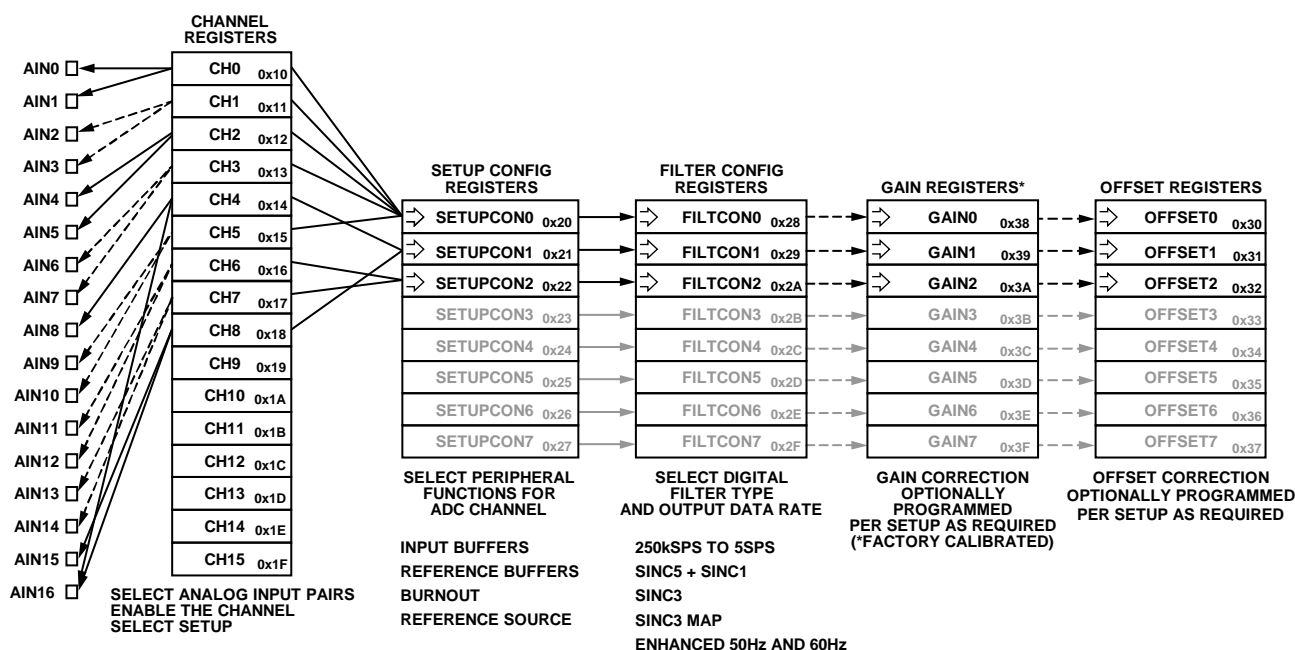 CHANNEL
REGISTERS
AIN0
AIN1
AIN2
AIN3
AIN4
AIN5
AIN6
AIN7
AIN8
AIN9
AIN10
AIN11
AIN12
AIN13
AIN14
AIN15
AIN16
CH0 0x10
CH1 0x11
CH2 0x12
CH3 0x13
CH4 0x14
CH5 0x15
CH6 0x16
CH7 0x17
CH8 0x18
CH9 0x19
CH10 0x1A
CH11 0x1B
CH12 0x1C
CH13 0x1D
CH14 0x1E
CH15 0x1F
SELECT ANALOG INPUT PAIRS
ENABLE THE CHANNEL
SELECT SETUP
SETUP CONFIG
REGISTERS
SETUPCON0 0x20
SETUPCON1 0x21
SETUPCON2 0x22
SETUPCON3 0x23
SETUPCON4 0x24
SETUPCON5 0x25
SETUPCON6 0x26
SETUPCON7 0x27
SELECT PERIPHERAL
FUNCTIONS FOR
ADC CHANNEL
INPUT BUFFERS
REFERENCE BUFFERS
BURNOUT
REFERENCE SOURCE
FILTER CONFIG
REGISTERS
FILTCON0 0x28
FILTCON1 0x29
FILTCON2 0x2A
FILTCON3 0x2B
FILTCON4 0x2C
FILTCON5 0x2D
FILTCON6 0x2E
FILTCON7 0x2F
SELECT DIGITAL
FILTER TYPE
AND OUTPUT DATA RATE
250kSPS TO 5SPS
SINC5 + SINC1
SINC3
SINC3 MAP
ENHANCED 50Hz AND 60Hz
GAIN REGISTERS*
GAIN0 0x38
GAIN1 0x39
GAIN2 0x3A
GAIN3 0x3B
GAIN4 0x3C
GAIN5 0x3D
GAIN6 0x3E
GAIN7 0x3F
GAIN CORRECTION
OPTIONALLY
PROGRAMMED
PER SETUP AS REQUIRED
(*FACTORY CALIBRATED)
OFFSET REGISTERS
OFFSET0 0x30
OFFSET1 0x31
OFFSET2 0x32
OFFSET3 0x33
OFFSET4 0x34
OFFSET5 0x35
OFFSET6 0x36
OFFSET7 0x37
OFFSET CORRECTION
OPTIONALLY PROGRAMMED
PER SETUP AS REQUIRED